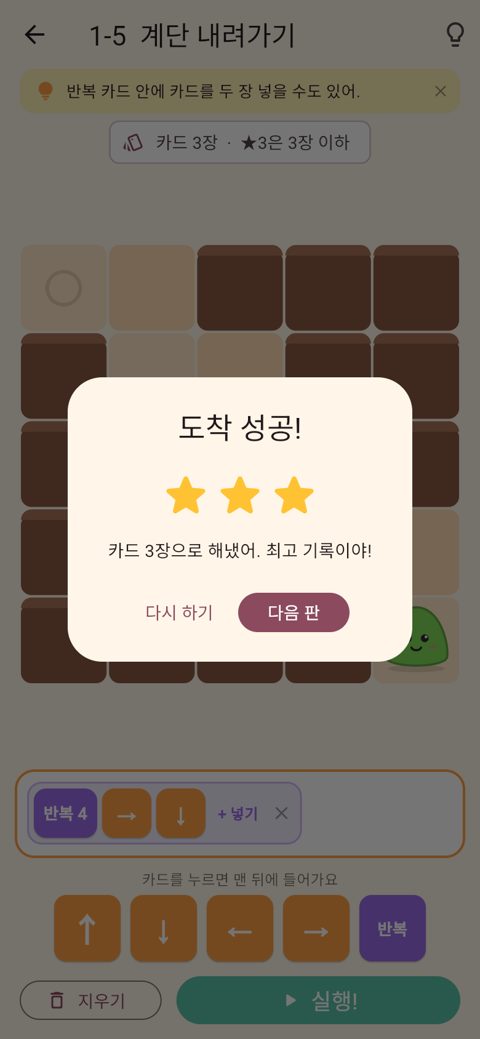 1-5 계단 내려가기
반복 카드 안에 카드를 두 장 넣을 수도 있어.
카드 3장 · ★3은 3장 이하
도착 성공!
카드 3장으로 해냈어. 최고 기록이야!
다시 하기 다음 판
반복 4 → ↓ + 넣기 ×
카드를 누르면 맨 뒤에 들어가요
↑ ↓ ← → 반복
지우기 실행!